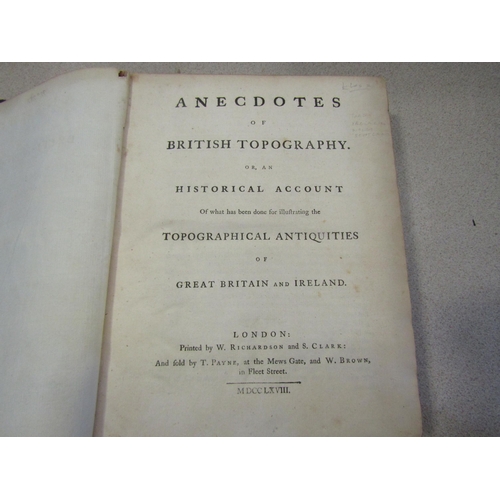 ANECDOTES
OF
BRITISH TOPOGRAPHY.
OR, AN
HISTORICAL ACCOUNT
Of what has been done for illustrating the
TOPOGRAPHICAL ANTIQUITIES
OF
GREAT BRITAIN AND IRELAND.
LONDON:
Printed by W. RICHARDSON and S. CLARK:
And sold by T. PAYNE, at the Mews Gate, and W. BROWN,
in Fleet Street.
MDCCLXVIII.